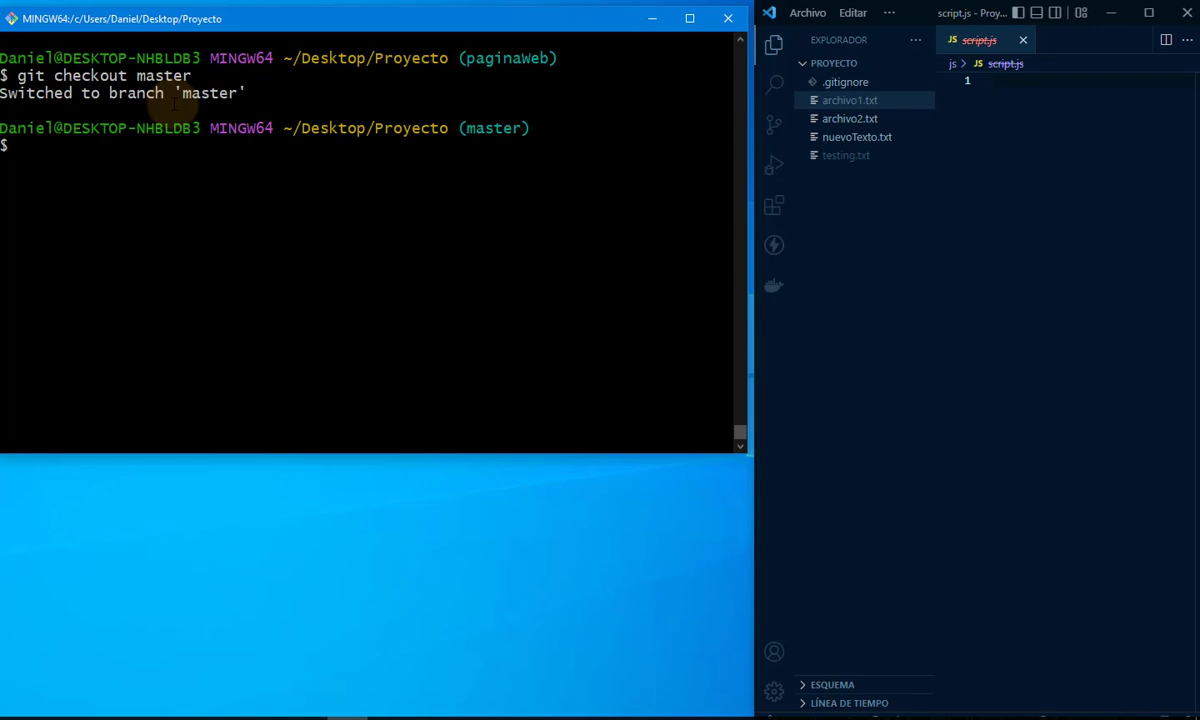 MINGW64:/c/Users/Daniel/Desktop/Proyecto
Daniel@DESKTOP-NHBLDB3 MINGW64 ~/Desktop/Proyecto (paginaWeb)
$ git checkout master
Switched to branch 'master'
Daniel@DESKTOP-NHBLDB3 MINGW64 ~/Desktop/Proyecto (master)
$
Archivo Editar ··· script.js - Proy...
EXPLORADOR ···
PROYECTO
.gitignore
archivo1.txt
archivo2.txt
nuevoTexto.txt
testing.txt
ESQUEMA
LÍNEA DE TIEMPO
JS script.js ···
js > JS script.js
1